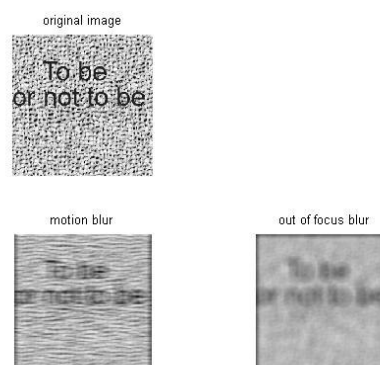 original image
To be
or not to be
motion blur
To be
or not to be
out of focus blur
To be
or not to be